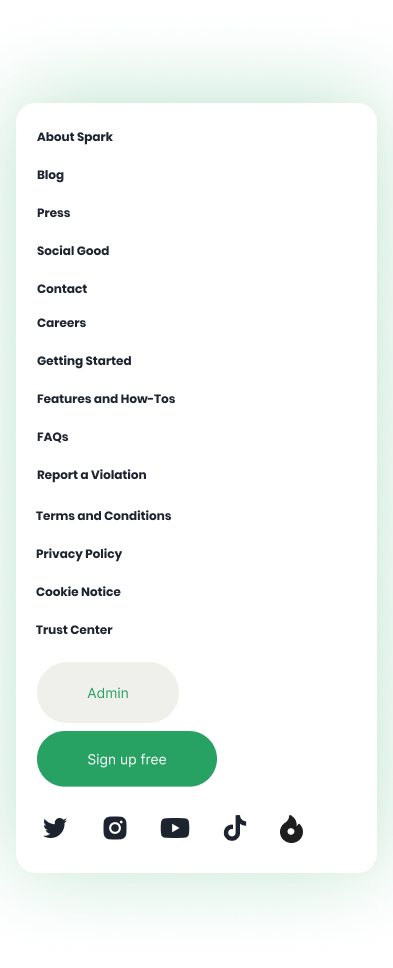 About Spark
Blog
Press
Social Good
Contact
Careers
Getting Started
Features and How-Tos
FAQs
Report a Violation
Terms and Conditions
Privacy Policy
Cookie Notice
Trust Center
Admin
Sign up free